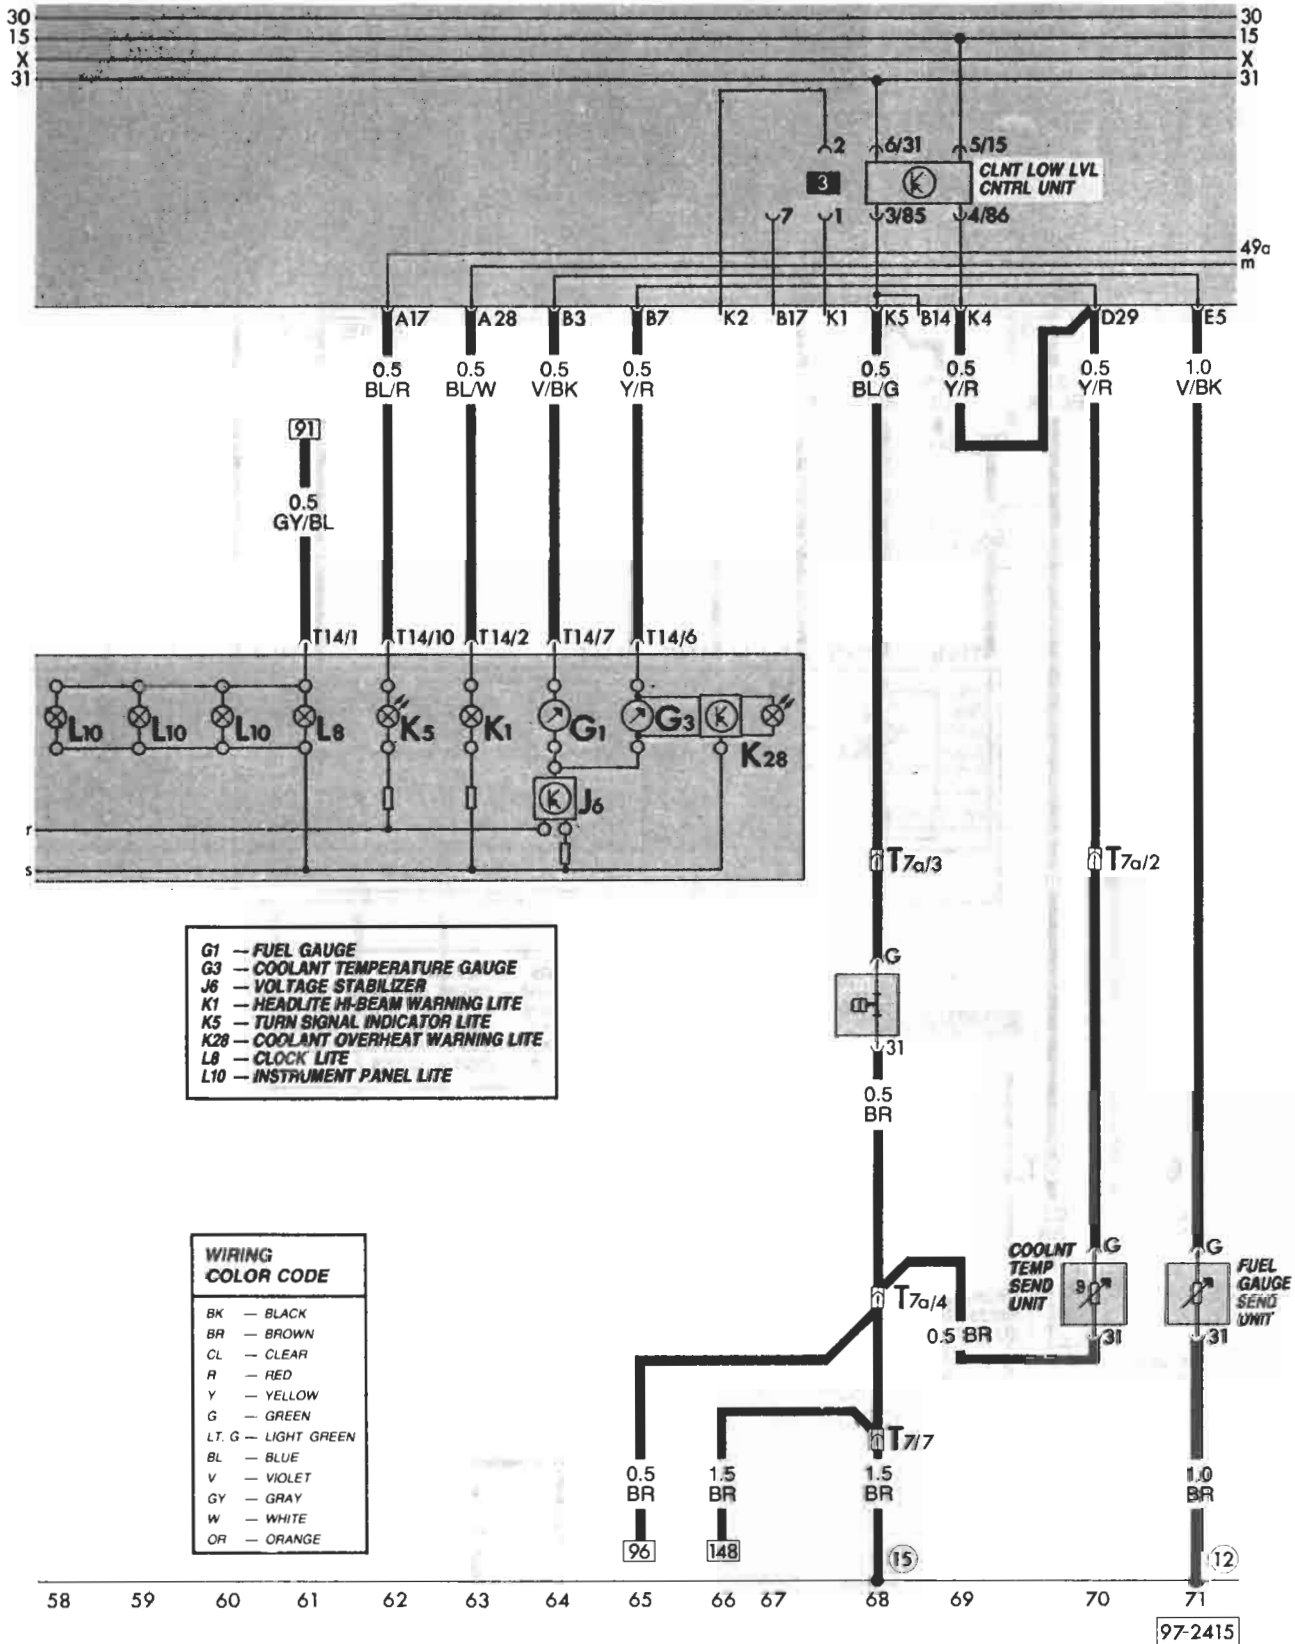 30 30
15 15
X X
31 31
2 6/31 5/15
3
CLNT LOW LVL
CNTRL UNIT
7 1 3/85 4/86
49a
m
A17 A28 B3 B7 K2 B17 K1 K5 B14 K4 D29 E5
0.5 0.5 0.5 0.5 0.5 0.5 0.5 1.0
BL/R BL/W V/BK Y/R BL/G Y/R Y/R V/BK
91
0.5
GY/BL
T14/1 T14/10 T14/2 T14/7 T14/6
L10 L10 L10 L8 K5 K1 G1 G3
K28
J6
r
s
T7a/3 T7a/2
G1 — FUEL GAUGE
G3 — COOLANT TEMPERATURE GAUGE
J6 — VOLTAGE STABILIZER
K1 — HEADLITE HI-BEAM WARNING LITE
K5 — TURN SIGNAL INDICATOR LITE
K28 — COOLANT OVERHEAT WARNING LITE
L8 — CLOCK LITE
L10 — INSTRUMENT PANEL LITE
G
31
0.5
BR
WIRING
COLOR CODE
BK — BLACK
BR — BROWN
CL — CLEAR
R — RED
Y — YELLOW
G — GREEN
LT. G — LIGHT GREEN
BL — BLUE
V — VIOLET
GY — GRAY
W — WHITE
OR — ORANGE
COOLNT
TEMP
SEND
UNIT
G
31
G
31
FUEL
GAUGE
SEND
UNIT
T7a/4
0.5 BR
T7/7
0.5 1.5 1.5 1.0
BR BR BR BR
96 148 15 12
58 59 60 61 62 63 64 65 66 67 68 69 70 71
97-2415